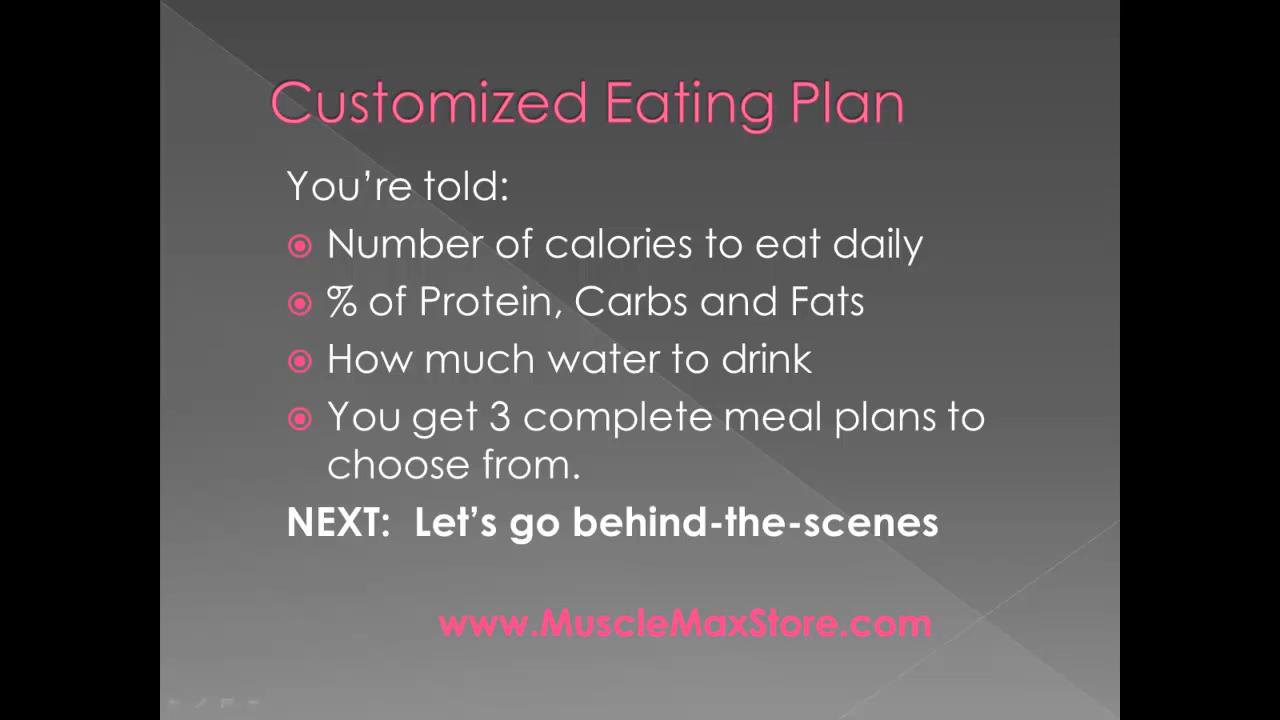 Customized Eating Plan
You’re told:
Number of calories to eat daily
% of Protein, Carbs and Fats
How much water to drink
You get 3 complete meal plans to
choose from.
NEXT:  Let’s go behind-the-scenes
www.MuscleMaxStore.com